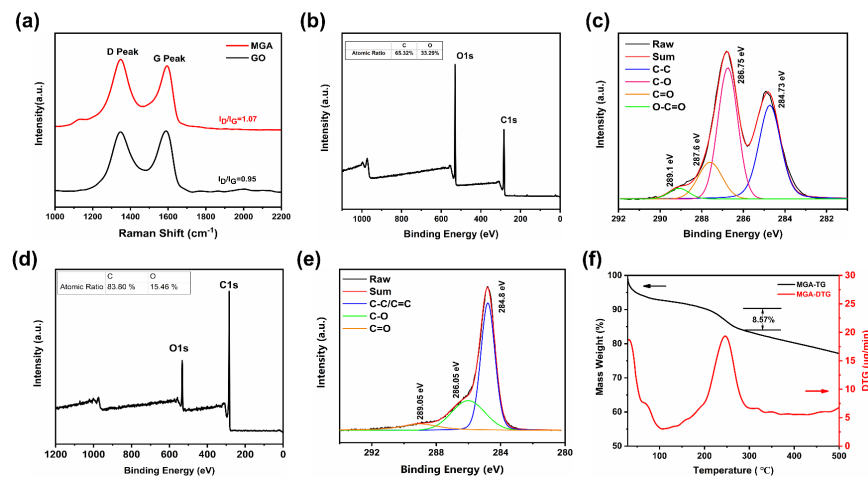 (a)
MGA
GO
D Peak
G Peak
I_D/I_G=1.07
I_D/I_G=0.95
Intensity(a.u.)
1000 1200 1400 1600 1800 2000 2200
Raman Shift (cm⁻¹)
(b)
C O
Atomic Ratio 65.32% 33.29%
O1s
C1s
Intensity(a.u.)
1000 800 600 400 200 0
Binding Energy (eV)
(c)
Raw
Sum
C-C
C-O
C=O
O-C=O
289.1 eV
287.6 eV
286.75 eV
284.73 eV
Intensity(a.u.)
292 290 288 286 284 282
Binding Energy (eV)
(d)
C O
Atomic Ratio 83.80 % 15.46 %
C1s
O1s
Intensity(a.u.)
1200 1000 800 600 400 200 0
Binding Energy (eV)
(e)
Raw
Sum
C-C/C=C
C-O
C=O
289.05 eV
286.05 eV
284.8 eV
Intensity(a.u.)
292 288 284 280
Binding Energy (eV)
(f)
MGA-TG
MGA-DTG
8.57%
Mass Weight (%)
100
90
80
70
60
50
DTG (μg/min)
30
25
20
15
10
5
0
100 200 300 400 500
Temperature ( ℃)